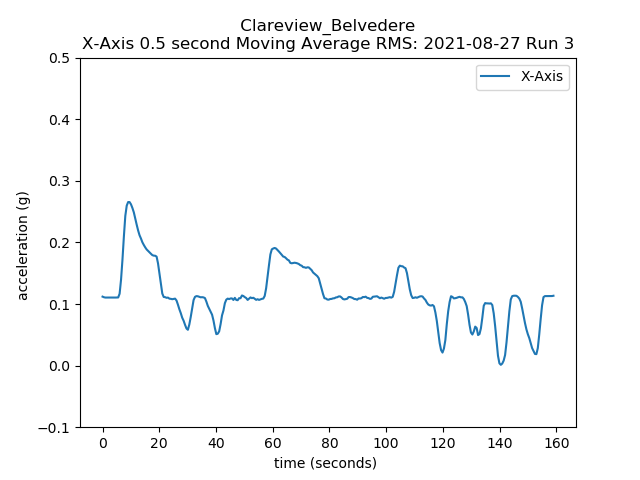 Clareview_Belvedere
X-Axis 0.5 second Moving Average RMS: 2021-08-27 Run 3
X-Axis
0.5
0.4
0.3
0.2
0.1
0.0
−0.1
acceleration (g)
0 20 40 60 80 100 120 140 160
time (seconds)